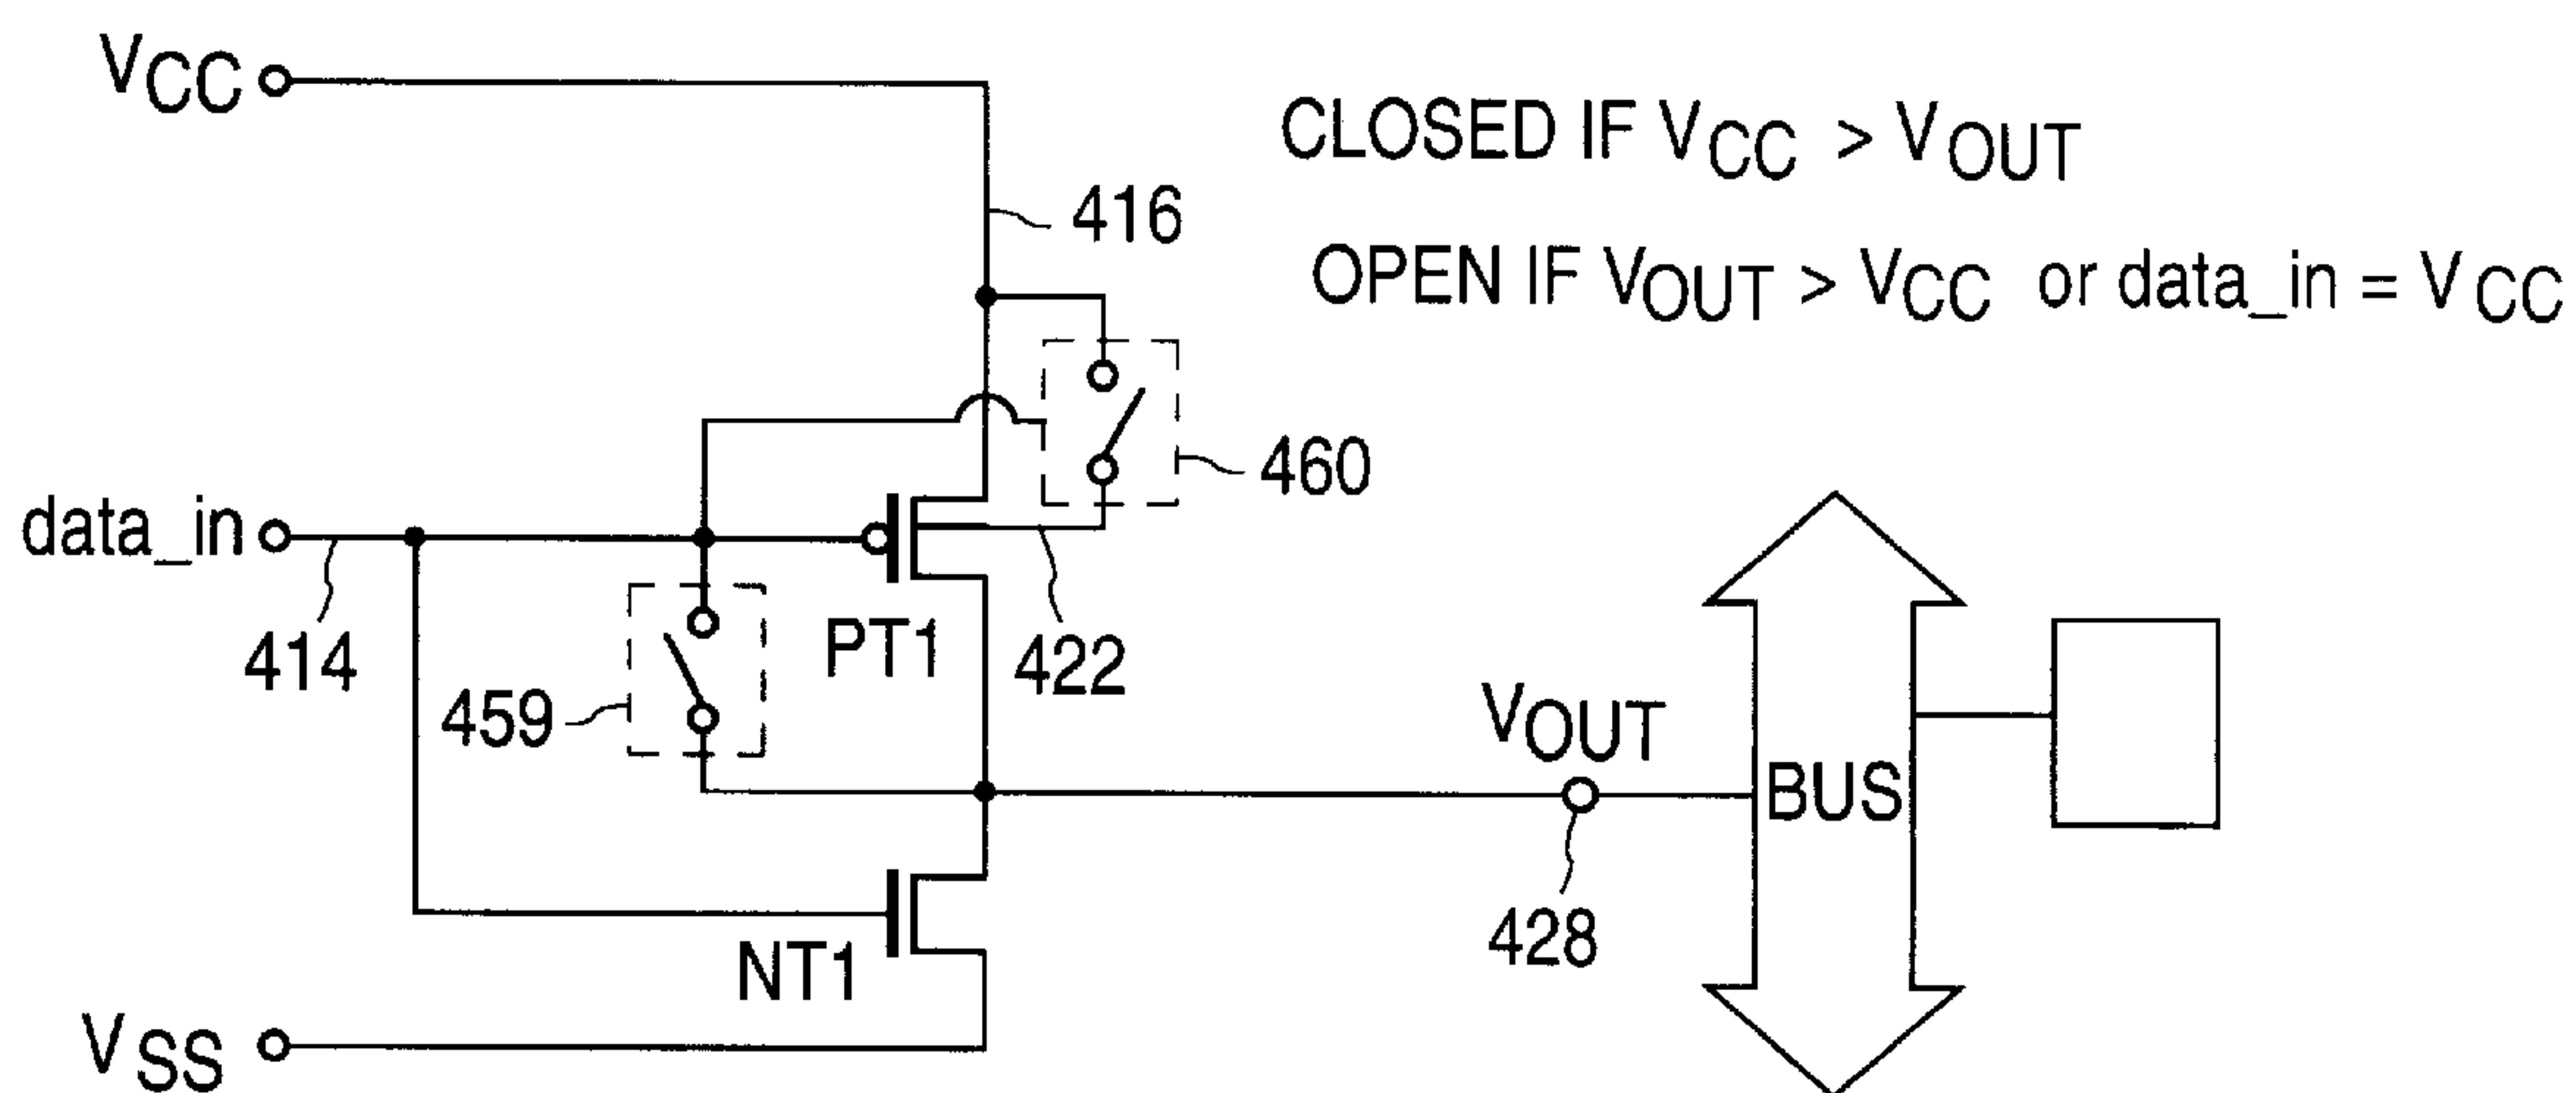 VCC
CLOSED IF VCC > VOUT
416
OPEN IF VOUT > VCC or data_in = VCC
460
data_in
414
PT1
422
459
VOUT
BUS
428
NT1
VSS